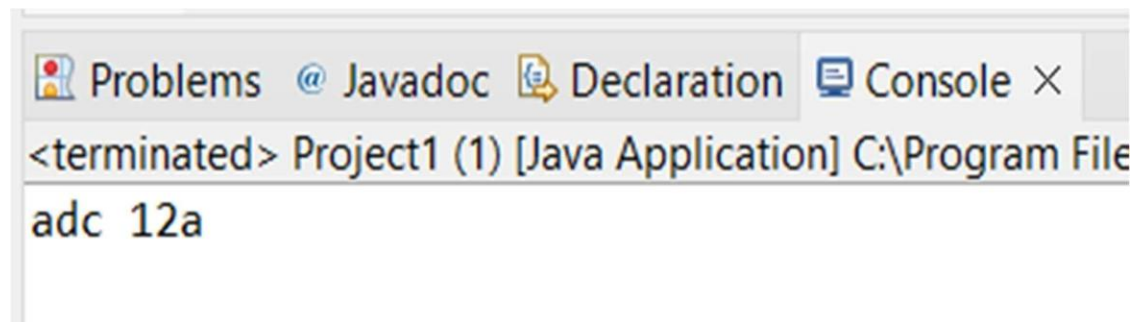 Problems @ Javadoc Declaration Console ×
<terminated> Project1 (1) [Java Application] C:\Program File
adc 12a